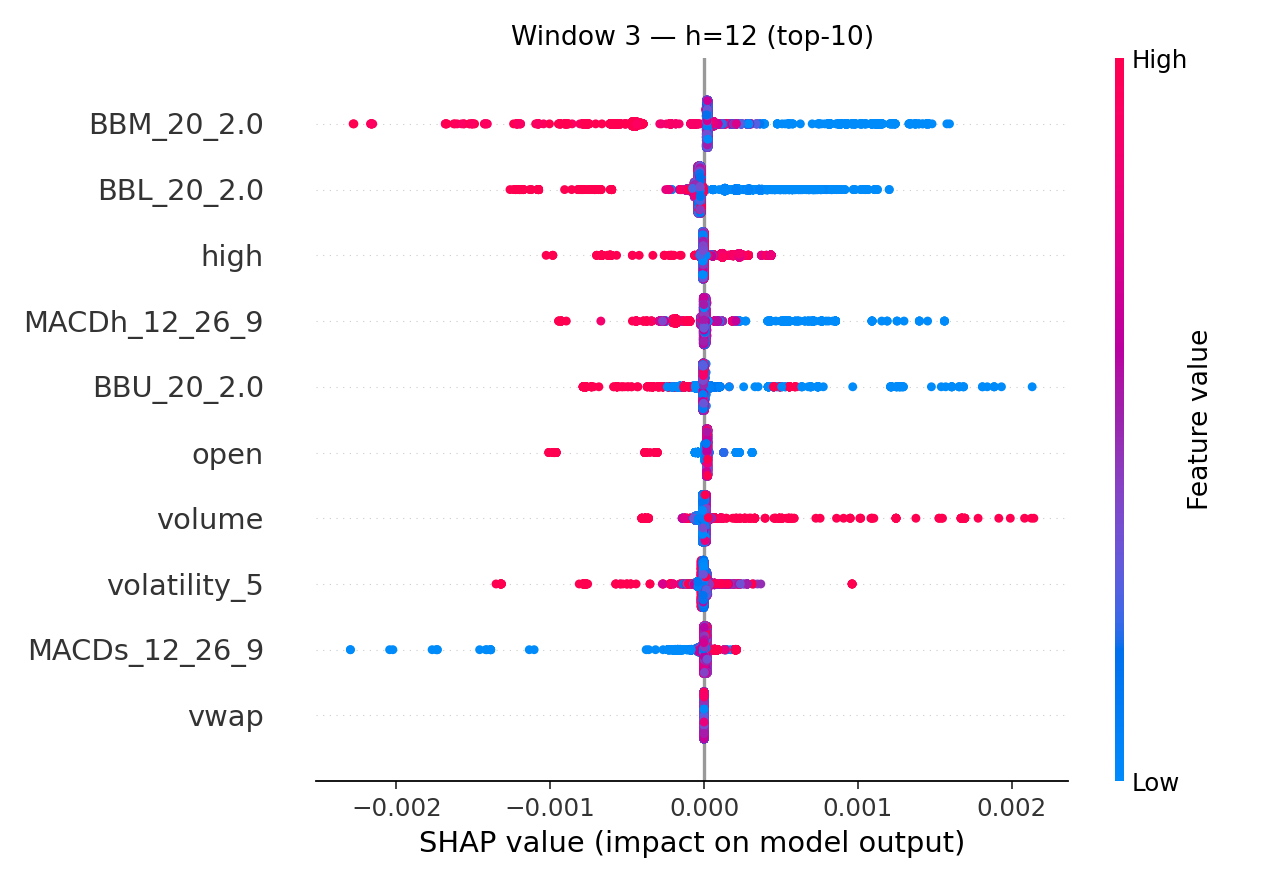 Window 3 — h=12 (top-10)
High
BBM_20_2.0
BBL_20_2.0
high
MACDh_12_26_9
BBU_20_2.0
open
volume
volatility_5
MACDs_12_26_9
vwap
Feature value
Low
−0.002
−0.001
0.000
0.001
0.002
SHAP value (impact on model output)